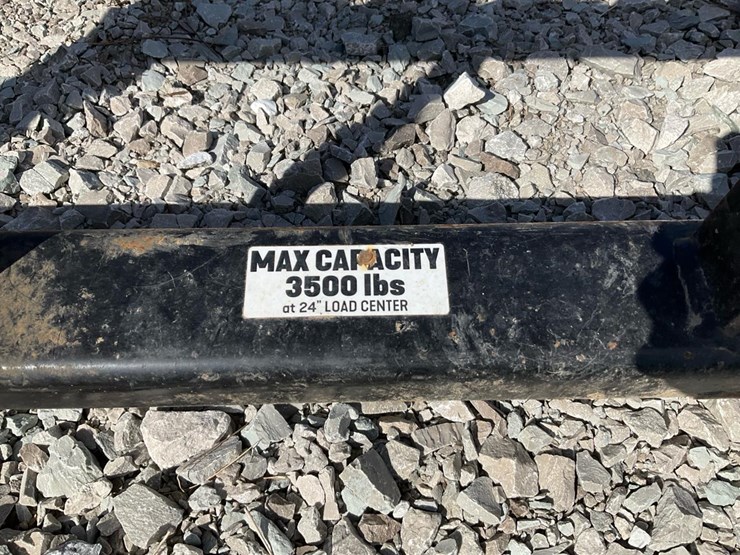 MAX CAPACITY
3500 lbs
at 24" LOAD CENTER